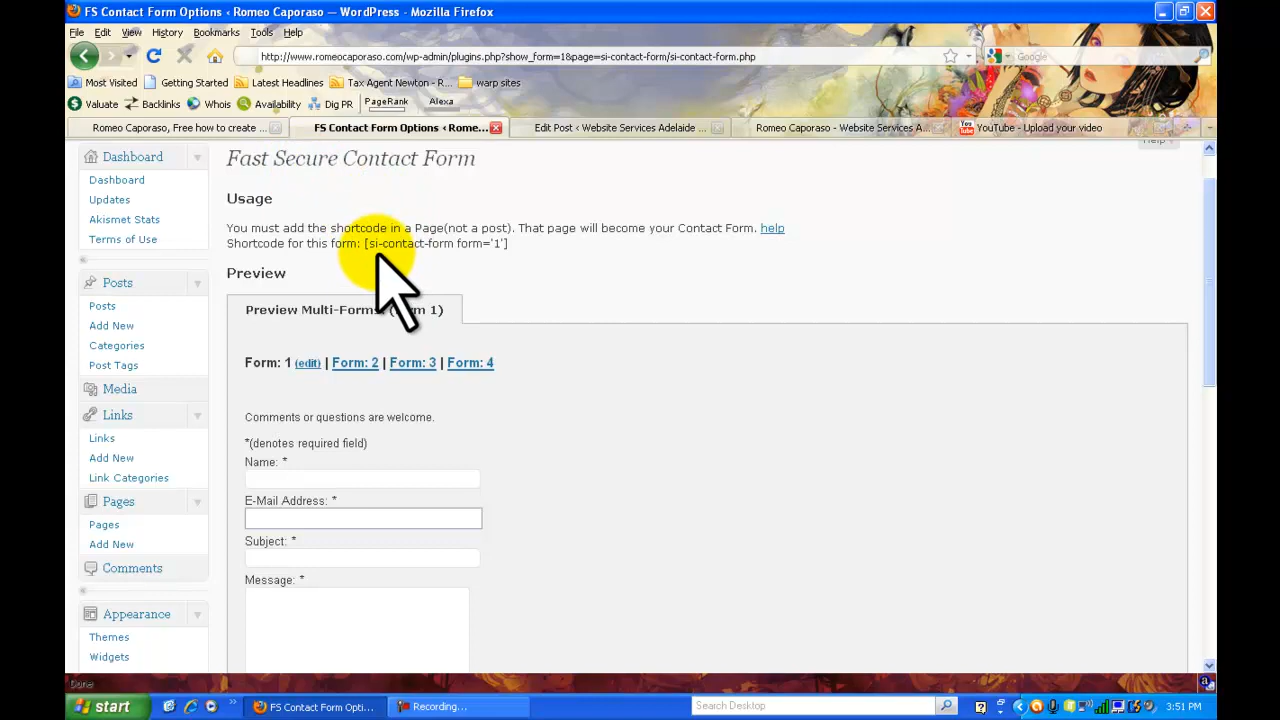 FS Contact Form Options ‹ Romeo Caporaso — WordPress - Mozilla Firefox
File Edit View History Bookmarks Tools Help
http://www.romeocaporaso.com/wp-admin/plugins.php?show_form=1&page=si-contact-form/si-contact-form.php
Google
Most Visited Getting Started Latest Headlines Tax Agent Newton - R... warp sites
Valuate Backlinks Whois Availability Dig PR PageRank Alexa
Romeo Caporaso, Free how to create ... FS Contact Form Options ‹ Rome... Edit Post ‹ Website Services Adelaide ... Romeo Caporaso - Website Services A... YouTube - Upload your video
Help
Dashboard
Dashboard
Updates
Akismet Stats
Terms of Use
Posts
Posts
Add New
Categories
Post Tags
Media
Links
Links
Add New
Link Categories
Pages
Pages
Add New
Comments
Appearance
Themes
Widgets
Fast Secure Contact Form
Usage
You must add the shortcode in a Page(not a post). That page will become your Contact Form. help
Shortcode for this form: [si-contact-form form='1']
Preview
Preview Multi-Forms 1)
Form: 1 (edit) | Form: 2 | Form: 3 | Form: 4
Comments or questions are welcome.
*(denotes required field)
Name: *
E-Mail Address: *
Subject: *
Message: *
Done
start FS Contact Form Opti... Recording... Search Desktop 3:51 PM